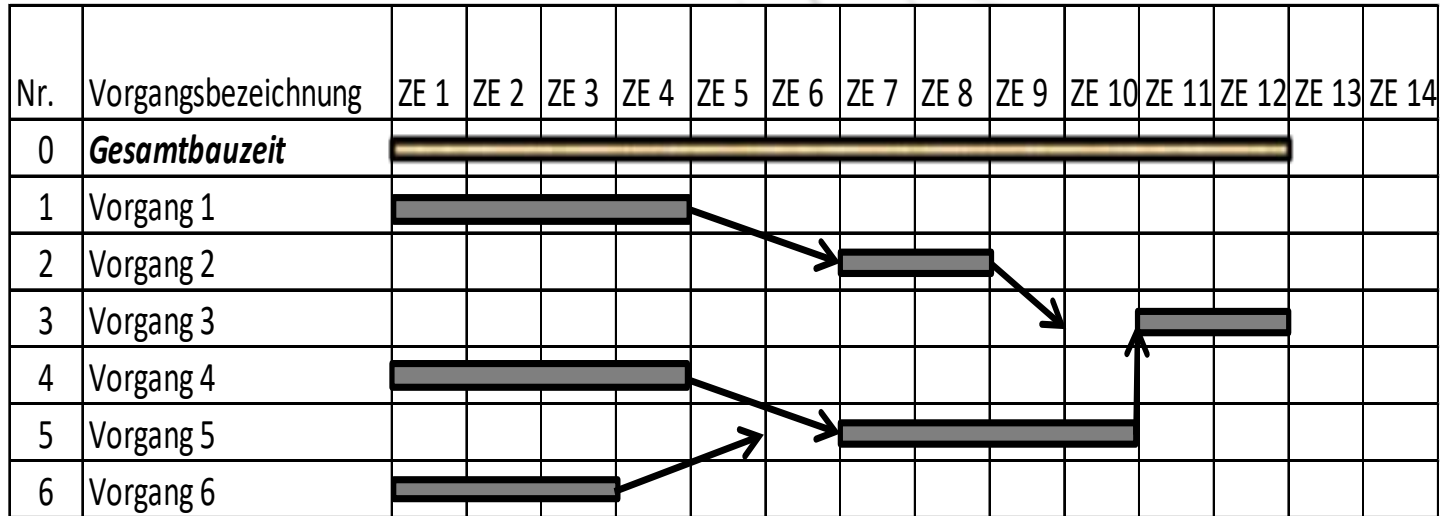 Nr. Vorgangsbezeichnung ZE 1 ZE 2 ZE 3 ZE 4 ZE 5 ZE 6 ZE 7 ZE 8 ZE 9 ZE 10 ZE 11 ZE 12 ZE 13 ZE 14
0 Gesamtbauzeit
1 Vorgang 1
2 Vorgang 2
3 Vorgang 3
4 Vorgang 4
5 Vorgang 5
6 Vorgang 6